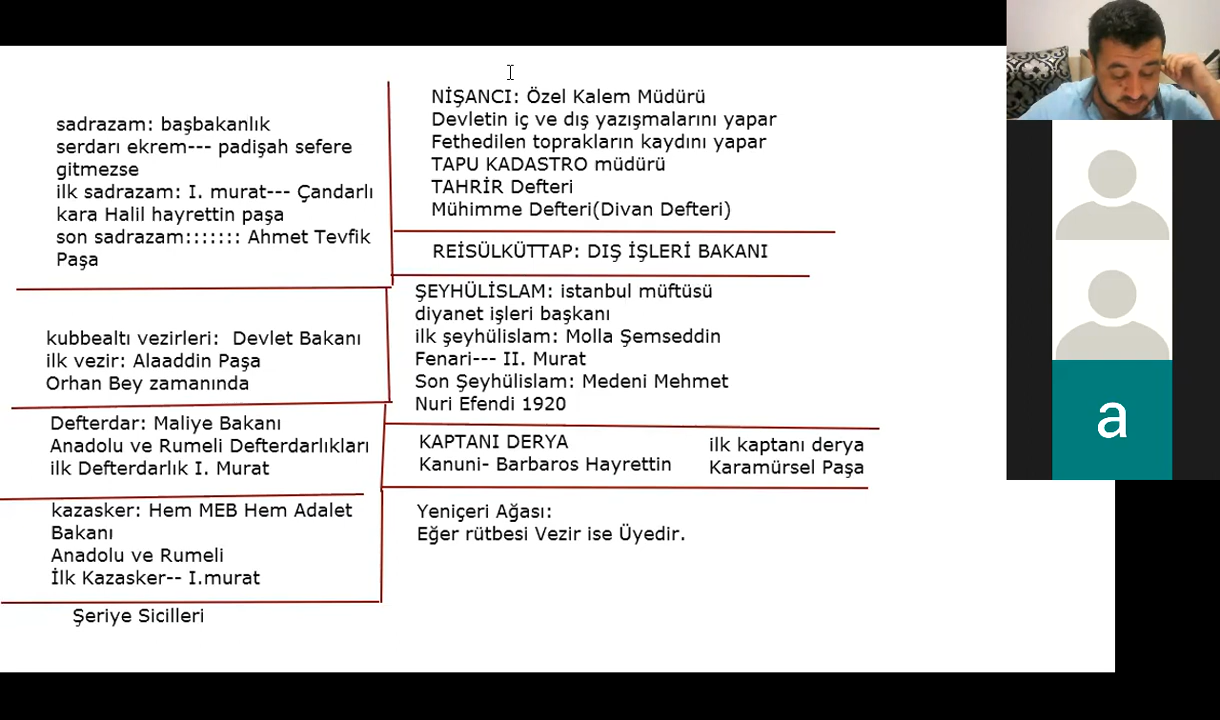 sadrazam: başbakanlık
serdarı ekrem--- padişah sefere
gitmezse
ilk sadrazam: I. murat--- Çandarlı
kara Halil hayrettin paşa
son sadrazam::::::: Ahmet Tevfik
Paşa
kubbealtı vezirleri:  Devlet Bakanı
ilk vezir: Alaaddin Paşa
Orhan Bey zamanında
Defterdar: Maliye Bakanı
Anadolu ve Rumeli Defterdarlıkları
ilk Defterdarlık I. Murat
kazasker: Hem MEB Hem Adalet
Bakanı
Anadolu ve Rumeli
İlk Kazasker-- I.murat
Şeriye Sicilleri
NİŞANCI: Özel Kalem Müdürü
Devletin iç ve dış yazışmalarını yapar
Fethedilen toprakların kaydını yapar
TAPU KADASTRO müdürü
TAHRİR Defteri
Mühimme Defteri(Divan Defteri)
REİSÜLKÜTTAP: DIŞ İŞLERİ BAKANI
ŞEYHÜLİSLAM: istanbul müftüsü
diyanet işleri başkanı
ilk şeyhülislam: Molla Şemseddin
Fenari--- II. Murat
Son Şeyhülislam: Medeni Mehmet
Nuri Efendi 1920
KAPTANI DERYA
Kanuni- Barbaros Hayrettin
ilk kaptanı derya
Karamürsel Paşa
Yeniçeri Ağası:
Eğer rütbesi Vezir ise Üyedir.
a